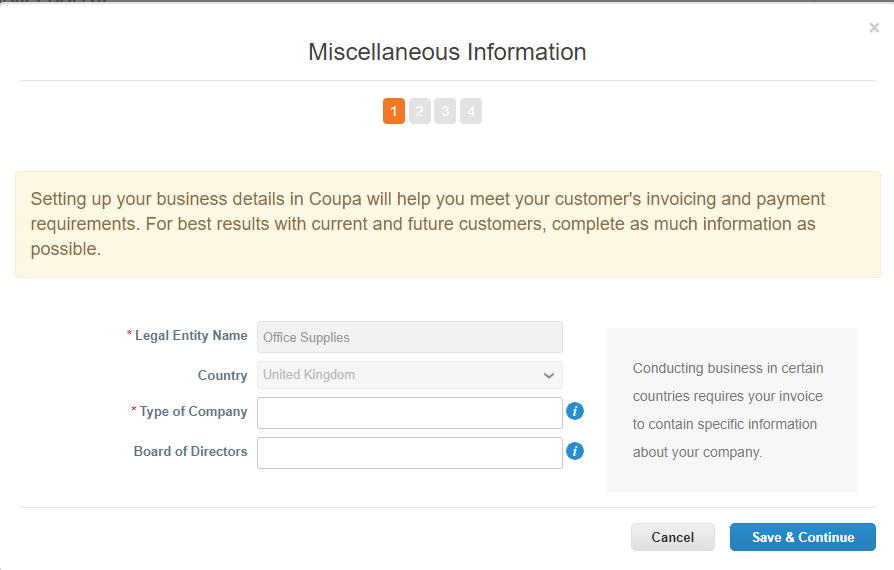 ×
Miscellaneous Information
1 2 3 4
Setting up your business details in Coupa will help you meet your customer's invoicing and payment
requirements. For best results with current and future customers, complete as much information as
possible.
* Legal Entity Name Office Supplies
Country United Kingdom
* Type of Company i
Board of Directors i
Conducting business in certain
countries requires your invoice
to contain specific information
about your company.
Cancel Save & Continue